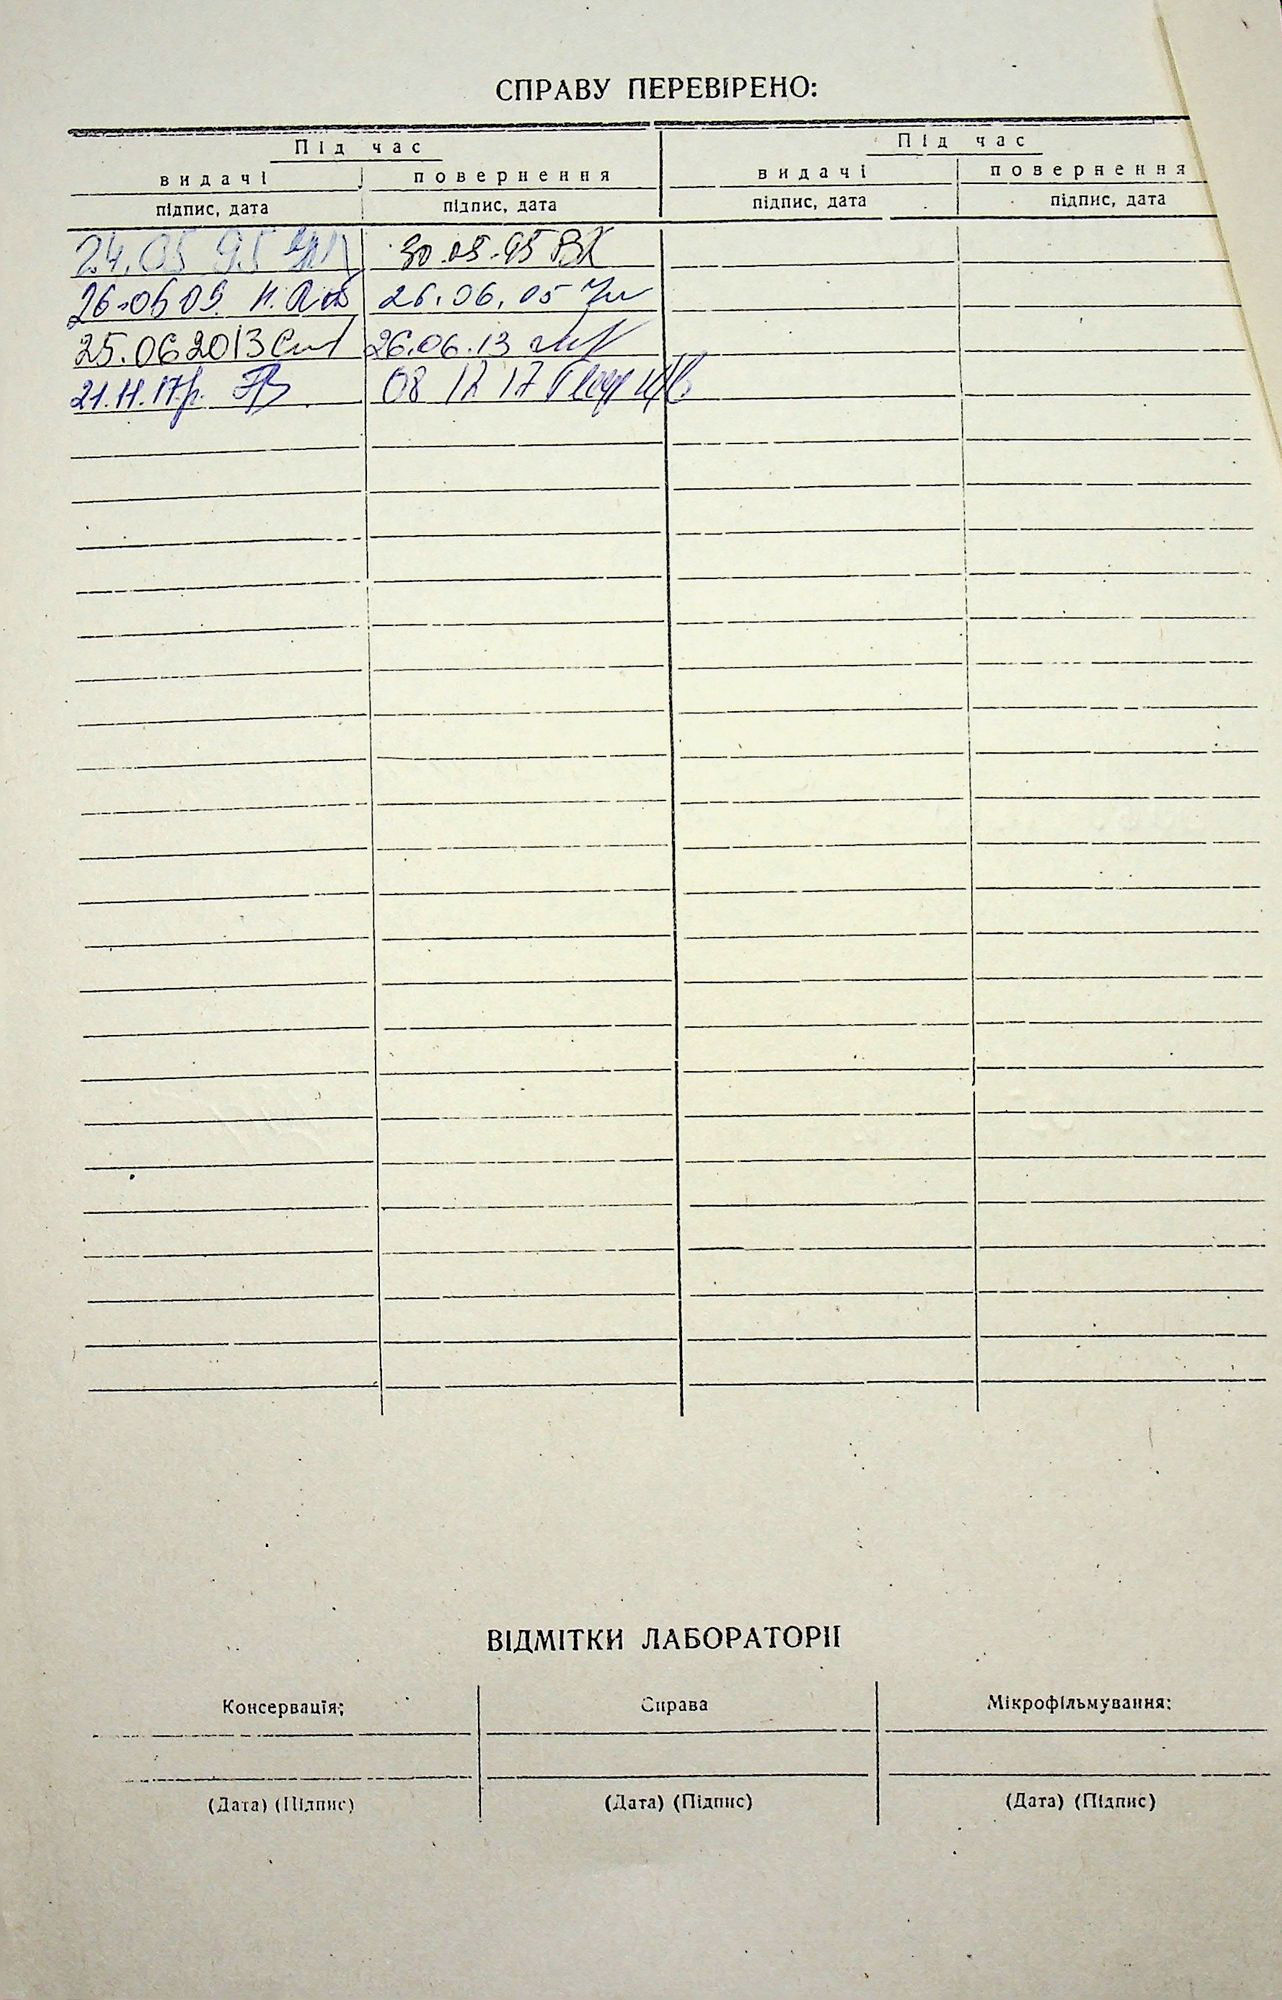 СПРАВУ ПЕРЕВІРЕНО:
Під час Під час
видачі повернення видачі повернення
підпис, дата підпис, дата підпис, дата підпис, дата
24.05 95 30.05.95 ВХ
26.06 05. 26.06.05
25.06 2013 26.06.13
21.11.17р. 08 12 17
ВІДМІТКИ ЛАБОРАТОРІІ
Консервація: Справа Мікрофільмування:
(Дата) (Підпис) (Дата) (Підпис) (Дата) (Підпис)